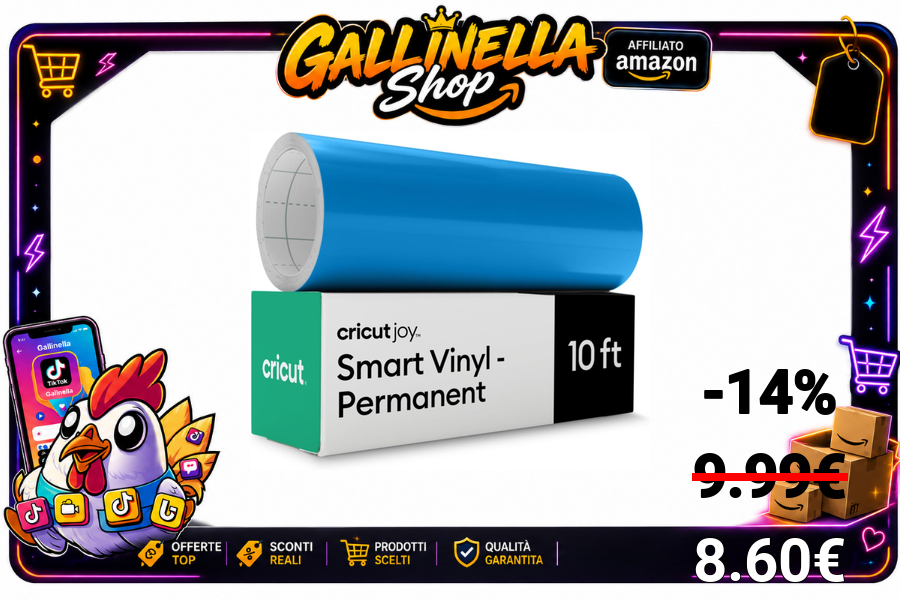 GALLINELLA
Shop
AFFILIATO
amazon
cricut
cricut joy™
Smart Vinyl -
Permanent
10 ft
Gallinella
TikTok
Gallinella
-14%
9.99€
8.60€
OFFERTE
TOP
SCONTI
REALI
PRODOTTI
SCELTI
QUALITÀ
GARANTITA